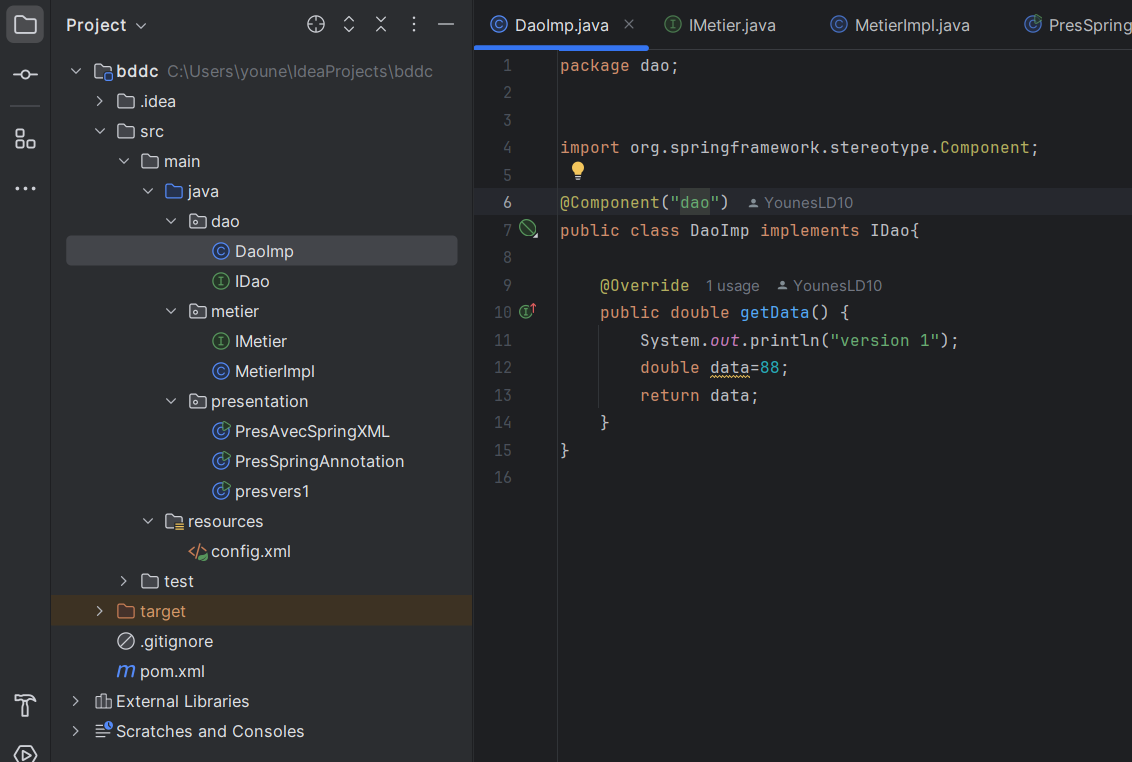 Project
bddc C:\Users\youne\IdeaProjects\bddc
.idea
src
main
java
dao
DaoImp
IDao
metier
IMetier
MetierImpl
presentation
PresAvecSpringXML
PresSpringAnnotation
presvers1
resources
config.xml
test
target
.gitignore
pom.xml
External Libraries
Scratches and Consoles
DaoImp.java IMetier.java MetierImpl.java PresSpring
1 package dao;
2
3
4 import org.springframework.stereotype.Component;
5
6 @Component("dao") YounesLD10
7 public class DaoImp implements IDao{
8
9 @Override 1 usage YounesLD10
10 public double getData() {
11 System.out.println("version 1");
12 double data=88;
13 return data;
14 }
15 }
16